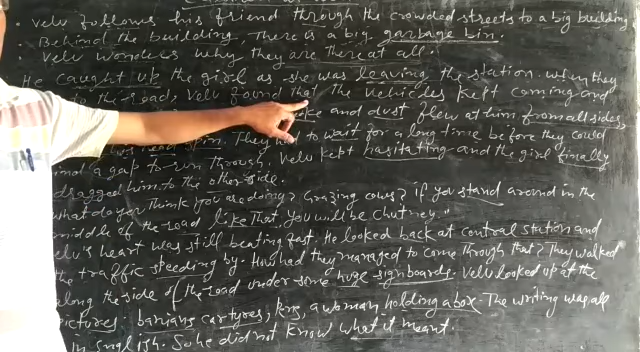 • Velu follows his friend through the crowded streets to a big building
• Behind the building, there is a big garbage bin.
• Velu wonders why they are there at all.
He caught up the girl as she was leaving the station. When they
to the road, Velu found that the vehicles kept coming and
and dust flew at him from all sides,
spin. They had to wait for a long time before they could
find a gap to run through, Velu kept hasitating and the girl finally
dragged him to the other side.
what do you think you are doing? Grazing cows? if you stand around in the
middle of the road like that you will be chutney."
Velu's heart was still beating fast. He looked back at central station and
the traffic speeding by. How had they managed to come through that? They walked
along the side of the road under some huge signboards. Velu looked up at the
pictures: banians, car tyres, pens, a woman holding a box. The writing was all
in English. So he did not know what it meant.